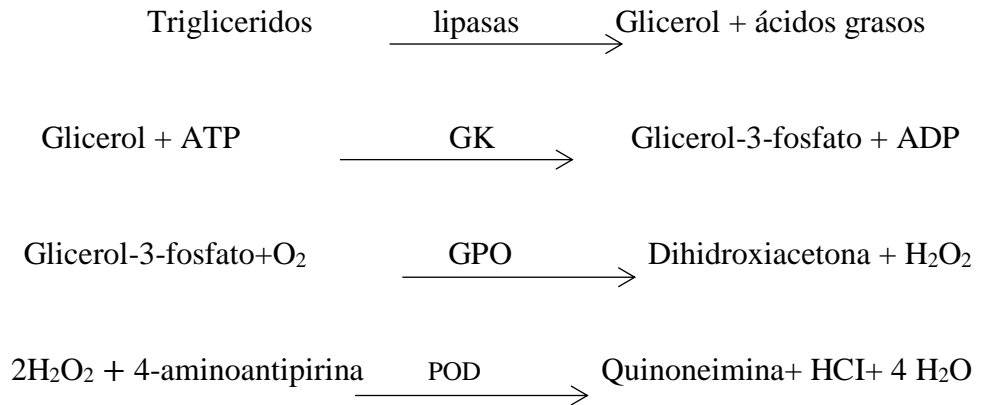 Trigliceridos lipasas Glicerol + ácidos grasos
Glicerol + ATP GK Glicerol-3-fosfato + ADP
Glicerol-3-fosfato+O₂ GPO Dihidroxiacetona + H₂O₂
2H₂O₂ + 4-aminoantipirina POD Quinoneimina+ HCI+ 4 H₂O